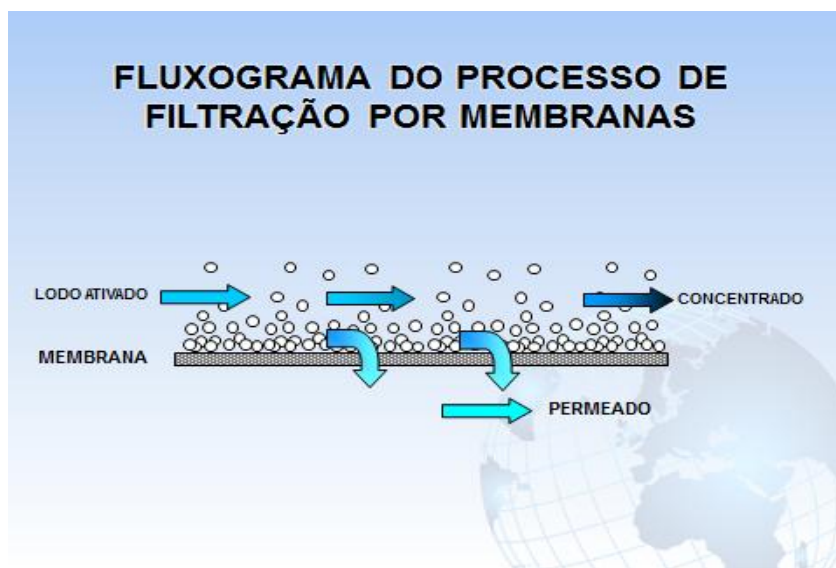 FLUXOGRAMA DO PROCESSO DE
FILTRAÇÃO POR MEMBRANAS
LODO ATIVADO
CONCENTRADO
MEMBRANA
PERMEADO